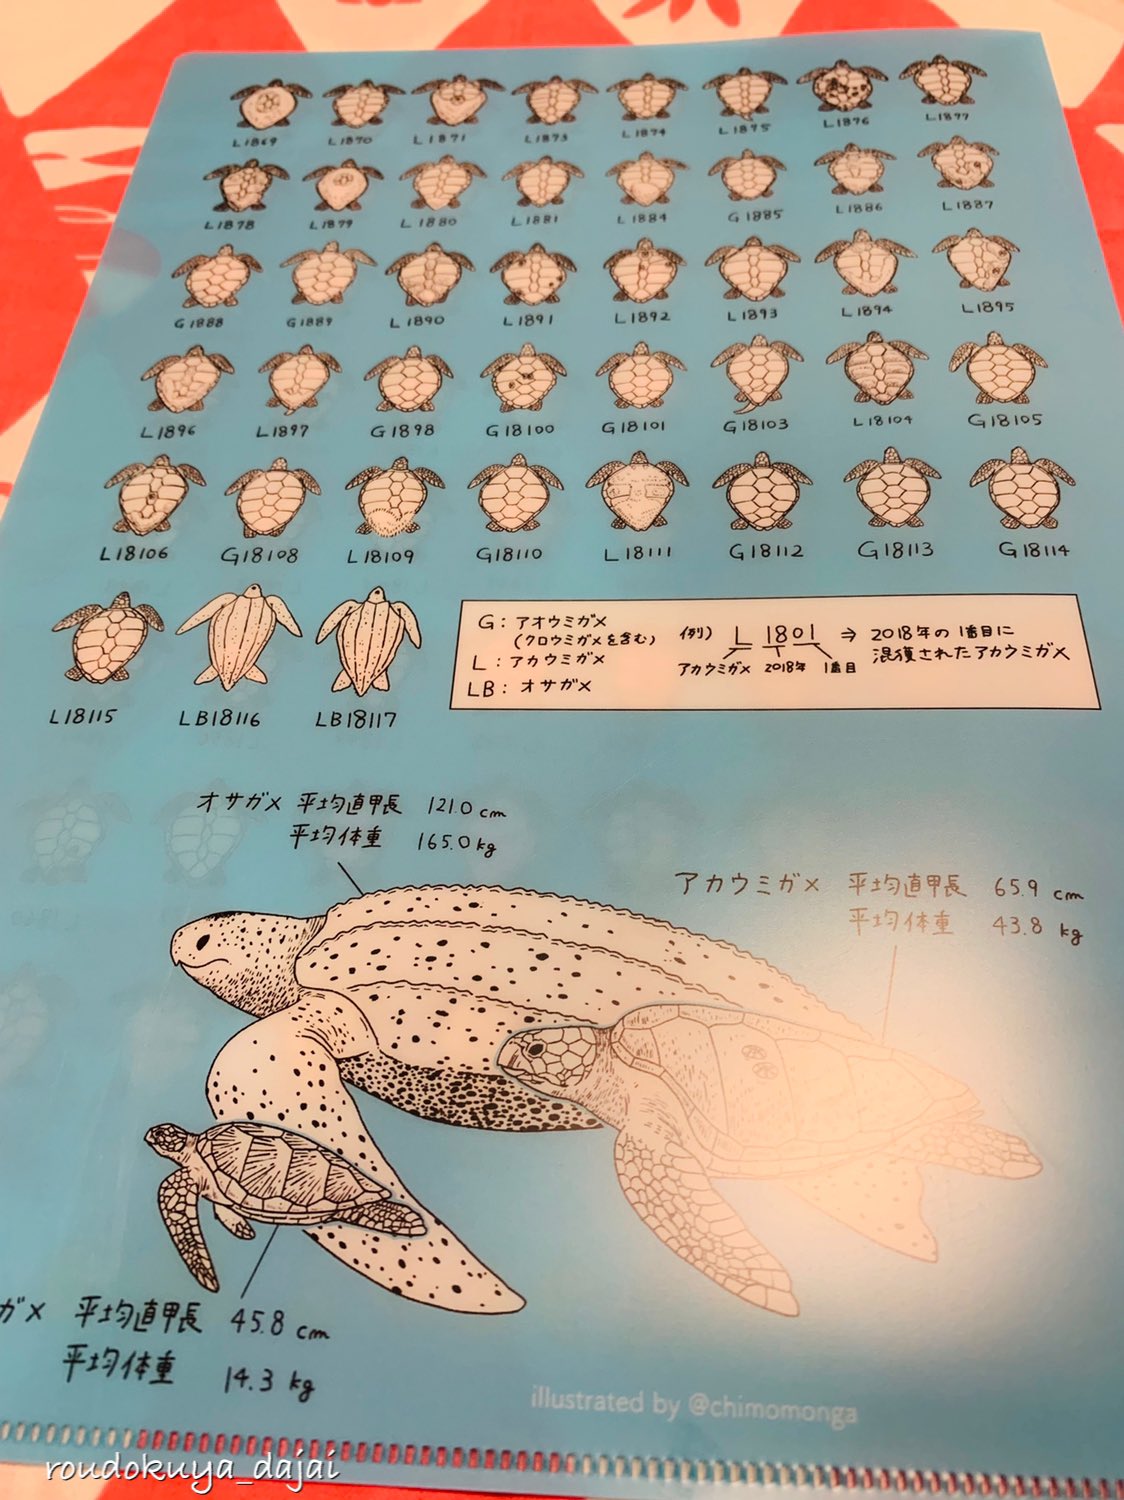 L1869 L1870 L1871 L1873 L1874 L1875 L1876 L1877
L1878 L1879 L1880 L1881 L1884 G1885 L1886 L1887
G1888 G1889 L1890 L1891 L1892 L1893 L1894 L1895
L1896 L1897 G1898 G18100 G18101 G18103 L18104 G18105
L18106 G18108 L18109 G18110 L18111 G18112 G18113 G18114
L18115 LB18116 LB18117
G: アオウミガメ
(クロウミガメを含む)
L: アカウミガメ
LB: オサガメ
例) L 1801 ⇒ 2018年の1番目に
アカウミガメ 2018年 1番目 混獲されたアカウミガメ
オサガメ 平均直甲長 121.0 cm
平均体重 165.0 kg
アカウミガメ 平均直甲長 65.9 cm
平均体重 43.8 kg
ガメ 平均直甲長 45.8 cm
平均体重 14.3 kg
illustrated by @chimomonga
roudokuya_dajai